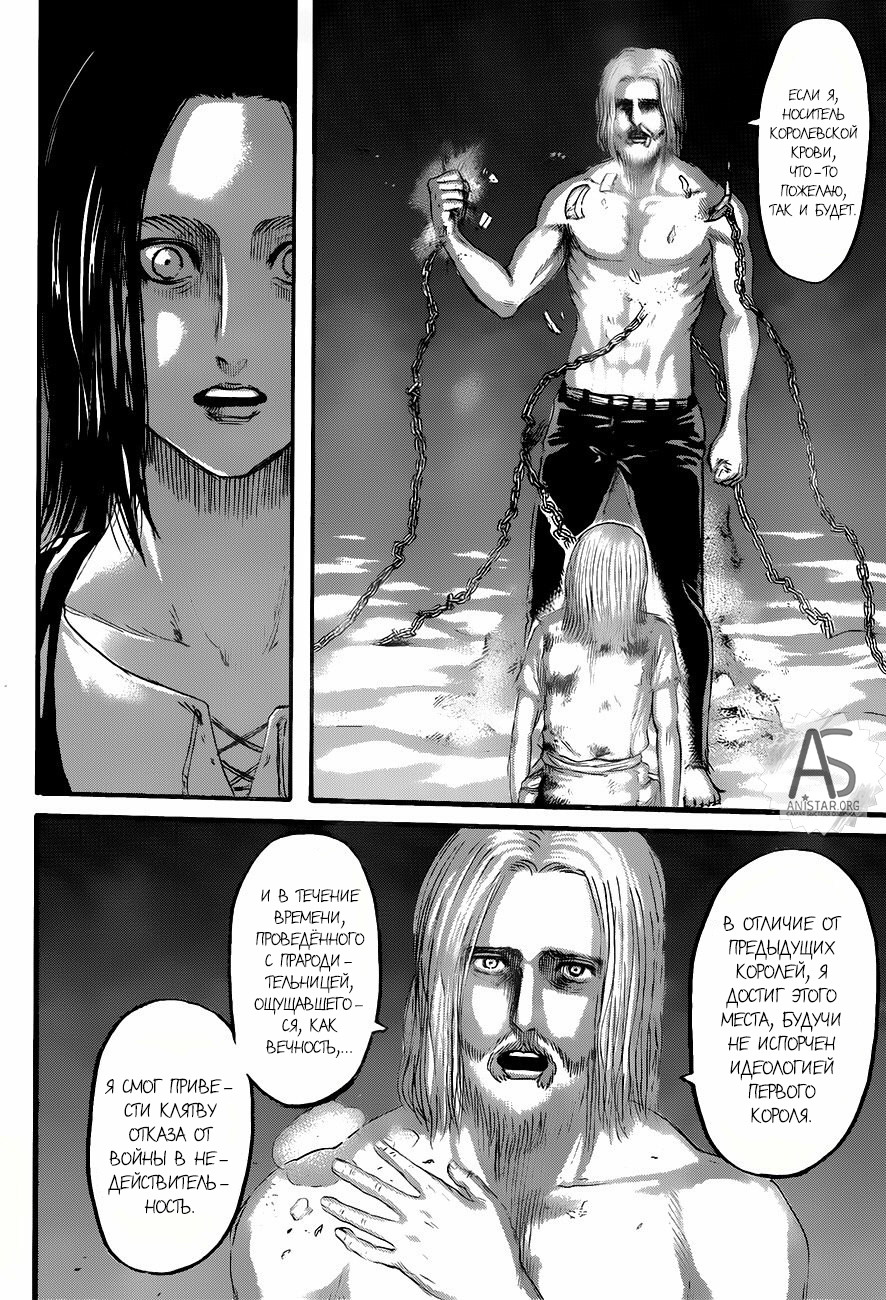 ЕСЛИ Я,
НОСИТЕЛЬ
КОРОЛЕВСКОЙ
КРОВИ,
ЧТО-ТО
ПОЖЕЛАЮ,
ТАК И БУДЕТ.
AS
ANISTAR.ORG
В ОТЛИЧИЕ ОТ
ПРЕДЫДУЩИХ
КОРОЛЕЙ, Я
ДОСТИГ ЭТОГО
МЕСТА, БУДУЧИ
НЕ ИСПОРЧЕН
ИДЕОЛОГИЕЙ
ПЕРВОГО
КОРОЛЯ.
И В ТЕЧЕНИЕ
ВРЕМЕНИ,
ПРОВЕДЁННОГО
С ПРАРОДИ-
ТЕЛЬНИЦЕЙ,
ОЩУЩАВШЕГО-
СЯ, КАК
ВЕЧНОСТЬ,...
Я СМОГ ПРИВЕ-
СТИ КЛЯТВУ
ОТКАЗА ОТ
ВОЙНЫ В НЕ-
ДЕЙСТВИТЕЛЬ-
НОСТЬ.